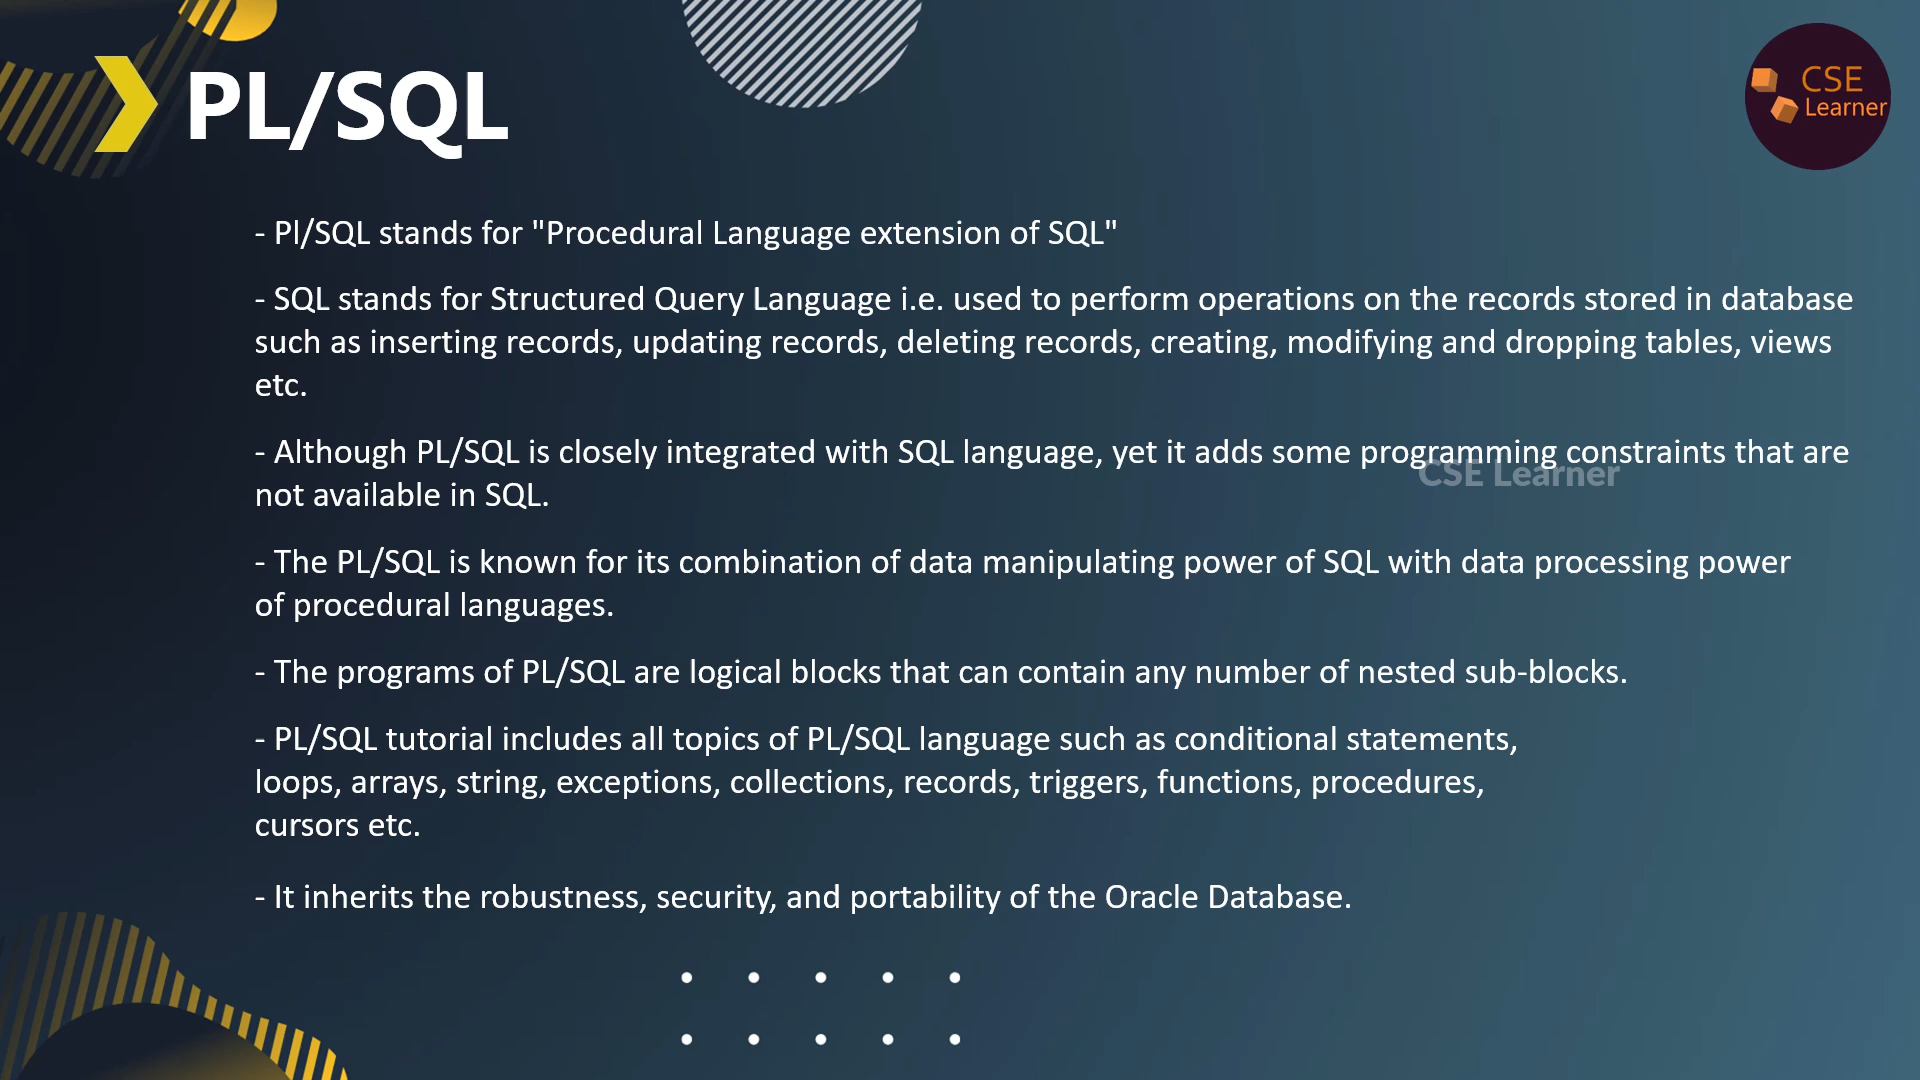 PL/SQL
CSE
Learner
- Pl/SQL stands for "Procedural Language extension of SQL"
- SQL stands for Structured Query Language i.e. used to perform operations on the records stored in database
such as inserting records, updating records, deleting records, creating, modifying and dropping tables, views
etc.
- Although PL/SQL is closely integrated with SQL language, yet it adds some programming constraints that are
CSE Learner
not available in SQL.
- The PL/SQL is known for its combination of data manipulating power of SQL with data processing power
of procedural languages.
- The programs of PL/SQL are logical blocks that can contain any number of nested sub-blocks.
- PL/SQL tutorial includes all topics of PL/SQL language such as conditional statements,
loops, arrays, string, exceptions, collections, records, triggers, functions, procedures,
cursors etc.
- It inherits the robustness, security, and portability of the Oracle Database.